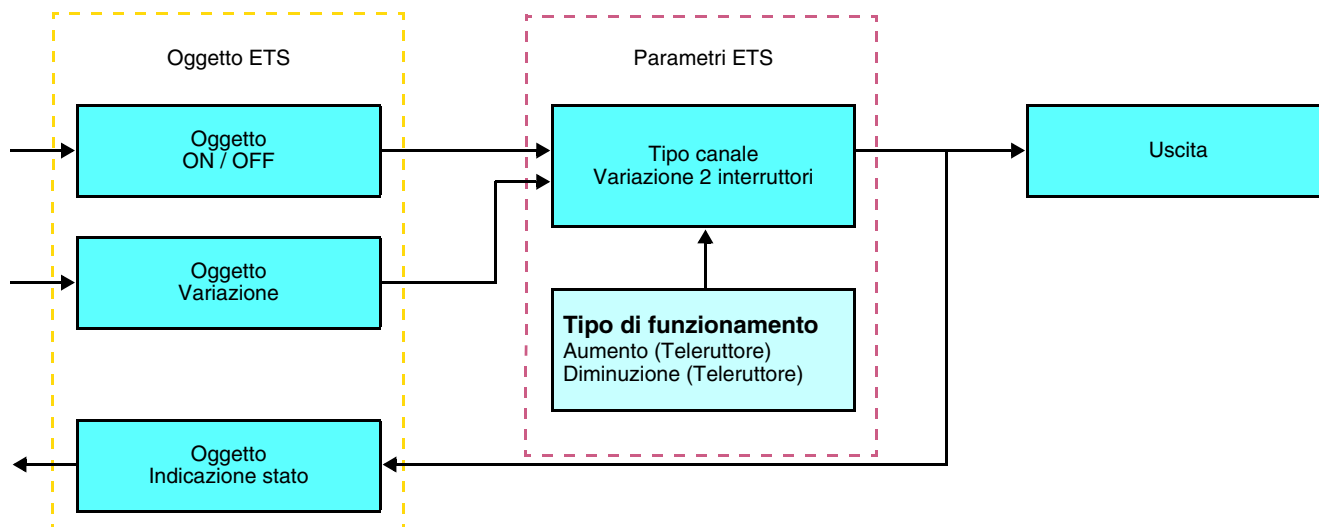 Oggetto ETS
Parametri ETS
Oggetto
ON / OFF
Tipo canale
Variazione 2 interruttori
Uscita
Oggetto
Variazione
Tipo di funzionamento
Aumento (Teleruttore)
Diminuzione (Teleruttore)
Oggetto
Indicazione stato